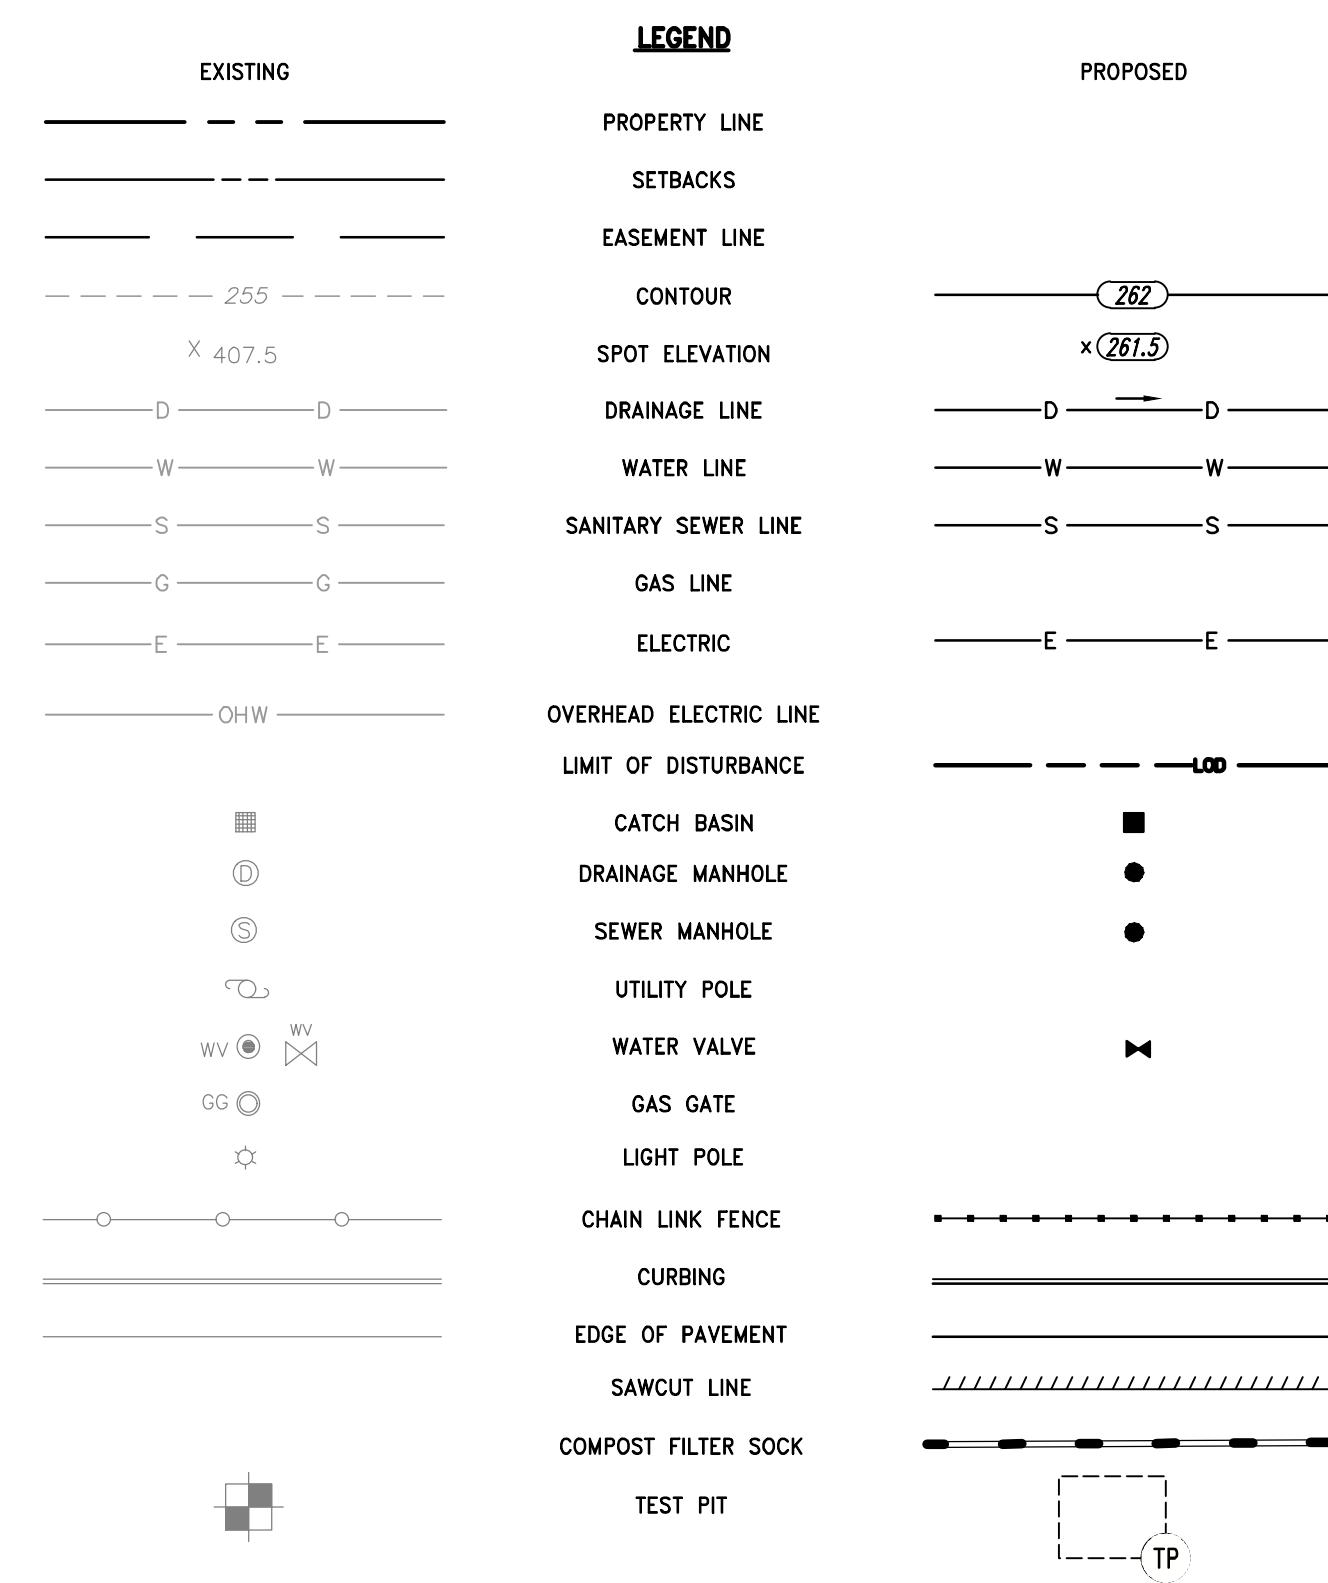 LEGEND
EXISTING PROPOSED
PROPERTY LINE
SETBACKS
EASEMENT LINE
255 CONTOUR 262
X 407.5 SPOT ELEVATION x 261.5
D D DRAINAGE LINE D D
W W WATER LINE W W
S S SANITARY SEWER LINE S S
G G GAS LINE
E E ELECTRIC E E
OHW OVERHEAD ELECTRIC LINE
LIMIT OF DISTURBANCE LOD
CATCH BASIN
D DRAINAGE MANHOLE
S SEWER MANHOLE
UTILITY POLE
WV WV WATER VALVE
GG GAS GATE
LIGHT POLE
CHAIN LINK FENCE
CURBING
EDGE OF PAVEMENT
SAWCUT LINE
COMPOST FILTER SOCK
TEST PIT
TP